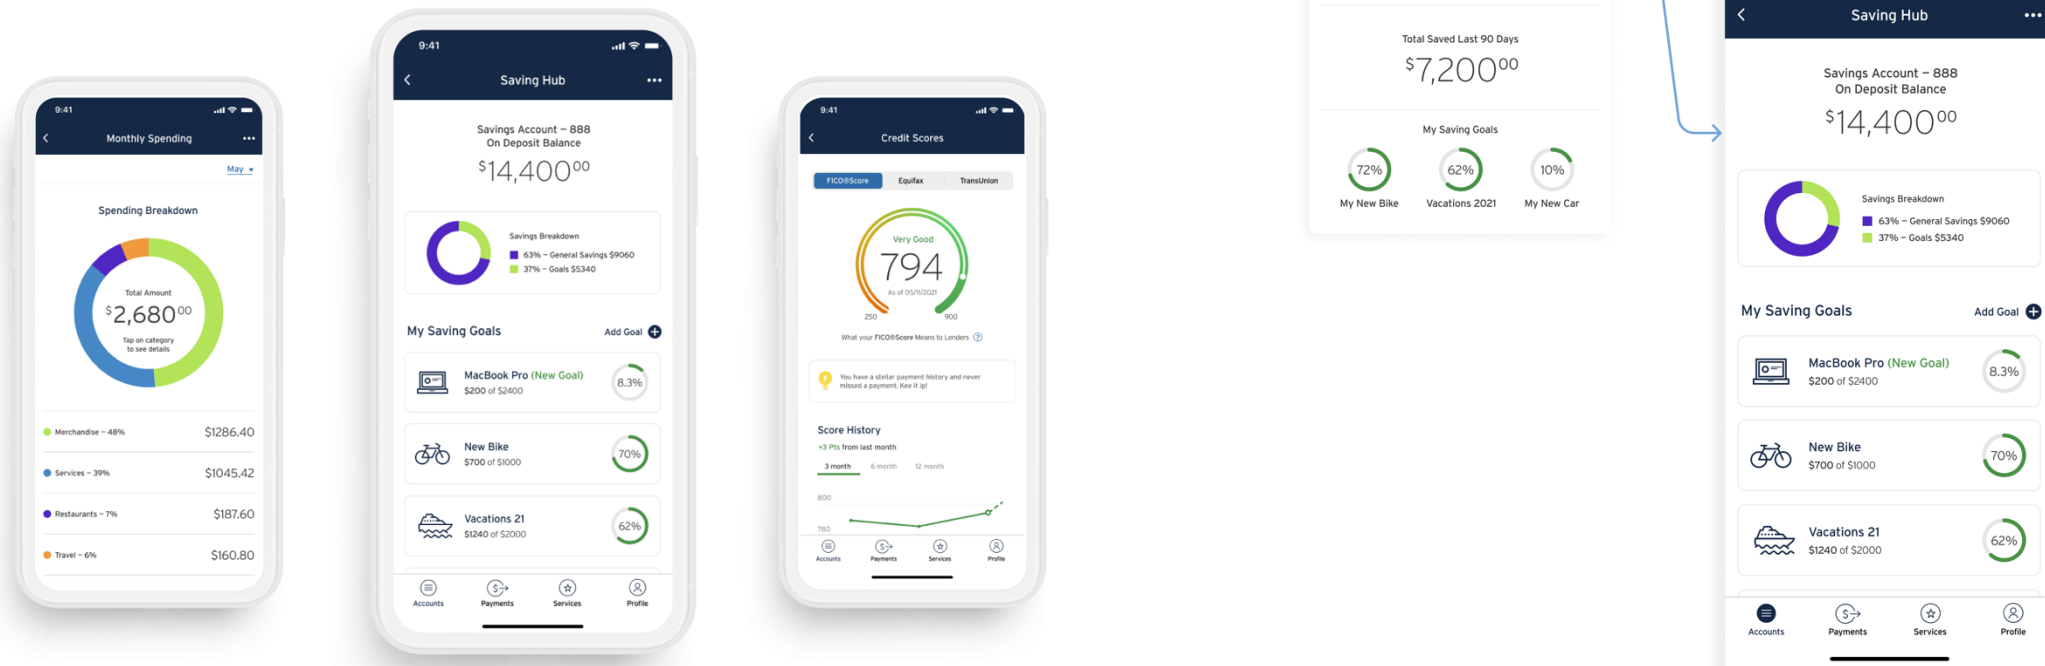 9:41
Monthly Spending
May
Spending Breakdown
Total Amount
$2,680 00
Tap on category
to see details
Merchandise – 48% $1286.40
Services – 39% $1045.42
Restaurants – 7% $187.60
Travel – 6% $160.80
9:41
Saving Hub
Savings Account – 888
On Deposit Balance
$14,400 00
Savings Breakdown
63% – General Savings $9060
37% – Goals $5340
My Saving Goals Add Goal
MacBook Pro (New Goal)
$200 of $2400
8.3%
New Bike
$700 of $1000
70%
Vacations 21
$1240 of $2000
62%
Accounts Payments Services Profile
9:41
Credit Scores
FICO®Score Equifax TransUnion
Very Good
794
As of 05/11/2021
250 900
What your FICO®Score Means to Lenders ?
You have a stellar payment history and never
missed a payment. Kee it ip!
Score History
+3 Pts from last month
3 month 6 month 12 month
800
780
Accounts Payments Services Profile
Total Saved Last 90 Days
$7,200 00
My Saving Goals
72% 62% 10%
My New Bike Vacations 2021 My New Car
Saving Hub
Savings Account – 888
On Deposit Balance
$14,400 00
Savings Breakdown
63% – General Savings $9060
37% – Goals $5340
My Saving Goals Add Goal
MacBook Pro (New Goal)
$200 of $2400
8.3%
New Bike
$700 of $1000
70%
Vacations 21
$1240 of $2000
62%
Accounts Payments Services Profile